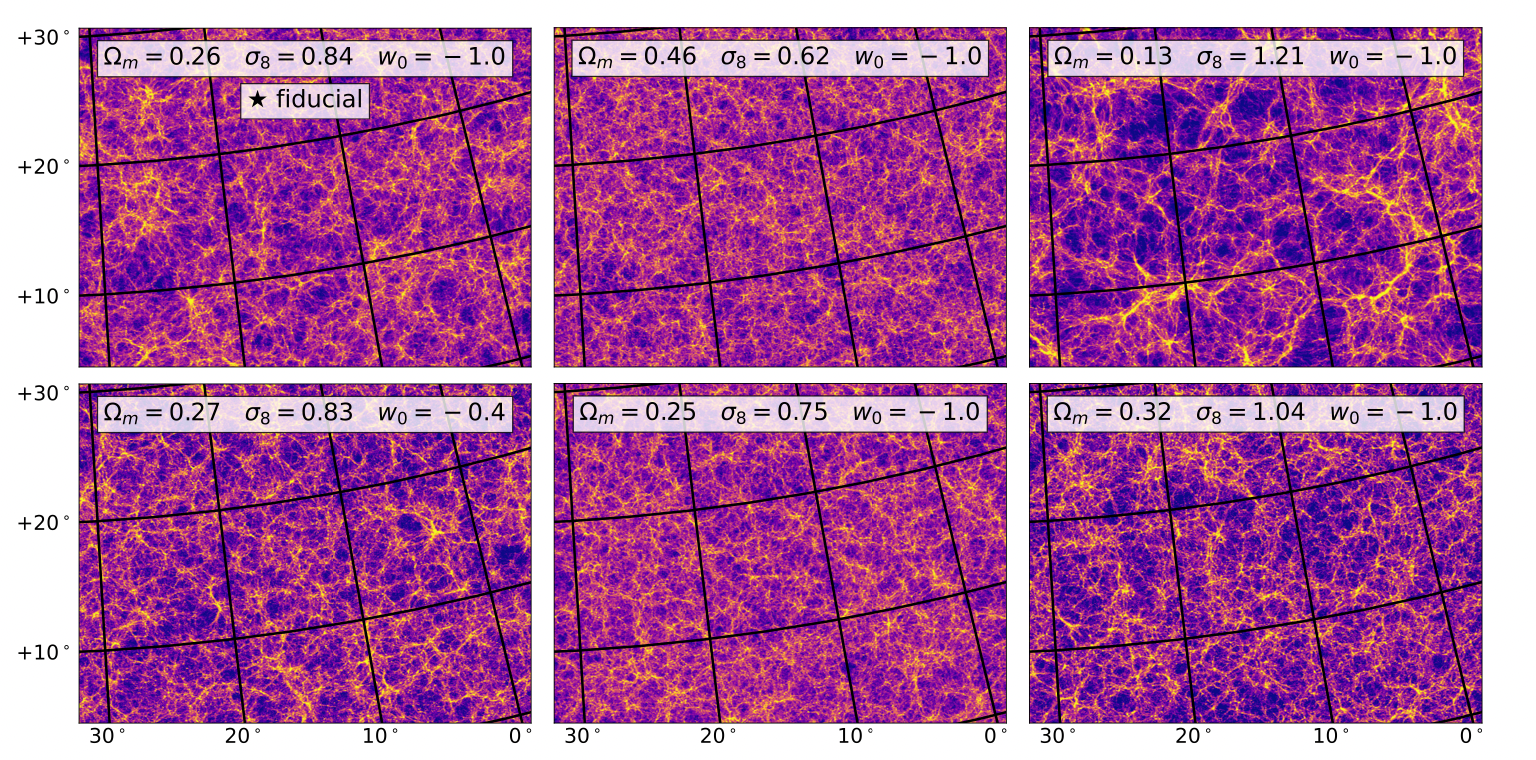 +30°
Ωₘ = 0.26 σ₈ = 0.84 w₀ = −1.0
★ fiducial
Ωₘ = 0.46 σ₈ = 0.62 w₀ = −1.0
Ωₘ = 0.13 σ₈ = 1.21 w₀ = −1.0
+20°
+10°
+30°
Ωₘ = 0.27 σ₈ = 0.83 w₀ = −0.4
Ωₘ = 0.25 σ₈ = 0.75 w₀ = −1.0
Ωₘ = 0.32 σ₈ = 1.04 w₀ = −1.0
+20°
+10°
30° 20° 10° 0° 30° 20° 10° 0° 30° 20° 10° 0°